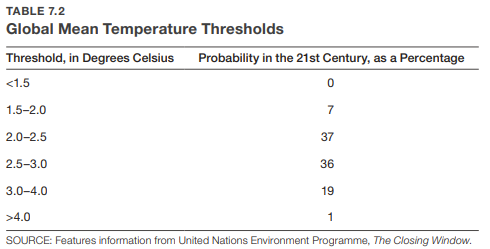 TABLE 7.2
Global Mean Temperature Thresholds
Threshold, in Degrees Celsius Probability in the 21st Century, as a Percentage
<1.5 0
1.5–2.0 7
2.0–2.5 37
2.5–3.0 36
3.0–4.0 19
>4.0 1
SOURCE: Features information from United Nations Environment Programme, The Closing Window.